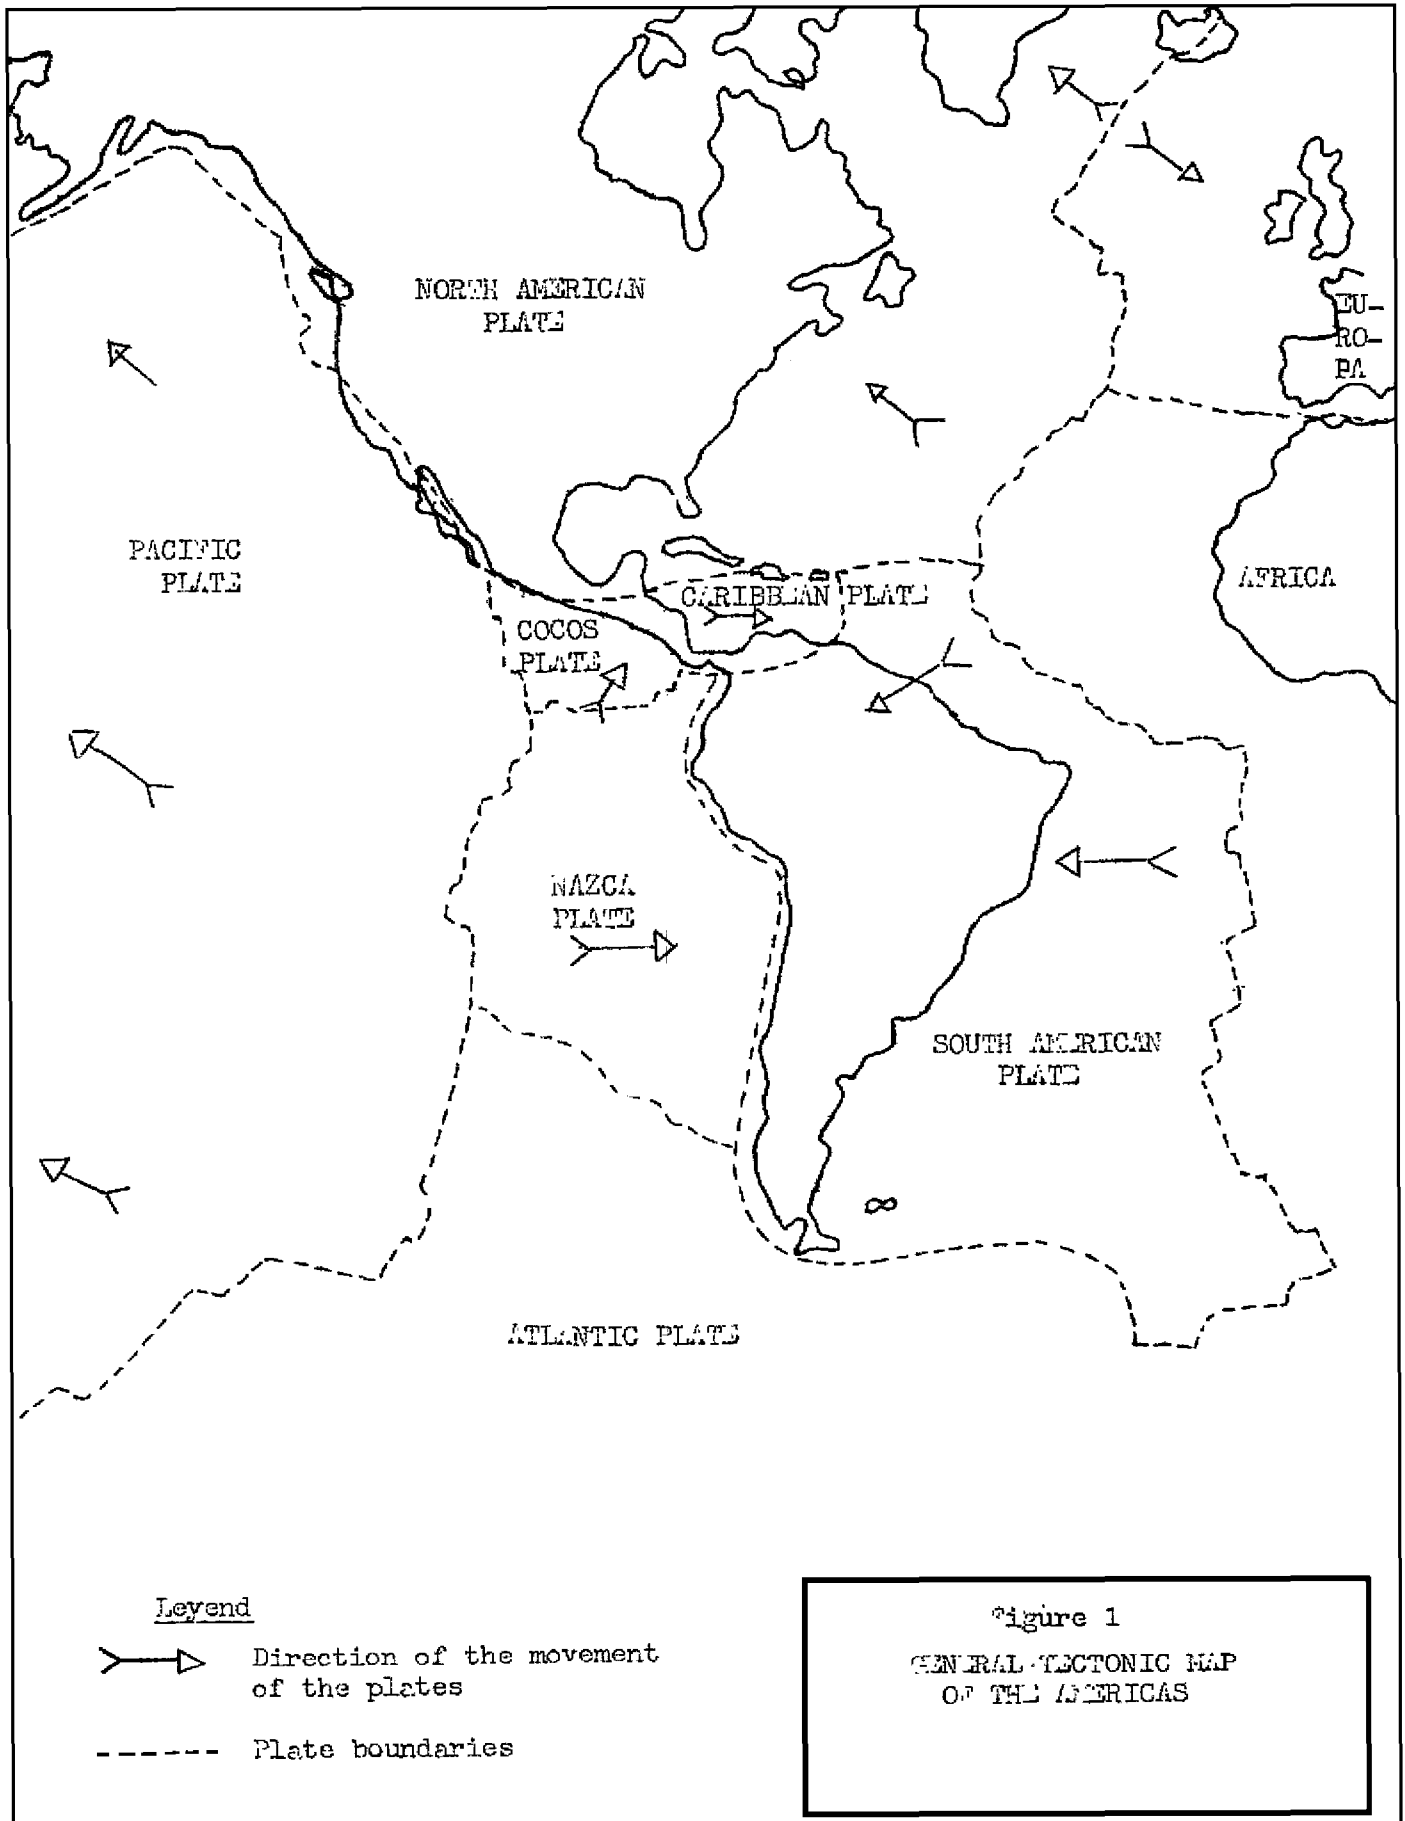 NORTH AMERICAN
PLATE
EU-
RO-
PA
PACIFIC
PLATE
AFRICA
CARIBBEAN PLATE
COCOS
PLATE
NAZCA
PLATE
SOUTH AMERICAN
PLATE
ATLANTIC PLATE
Leyend
Direction of the movement
of the plates
Plate boundaries
Figure 1
GENERAL TECTONIC MAP
OF THE AMERICAS